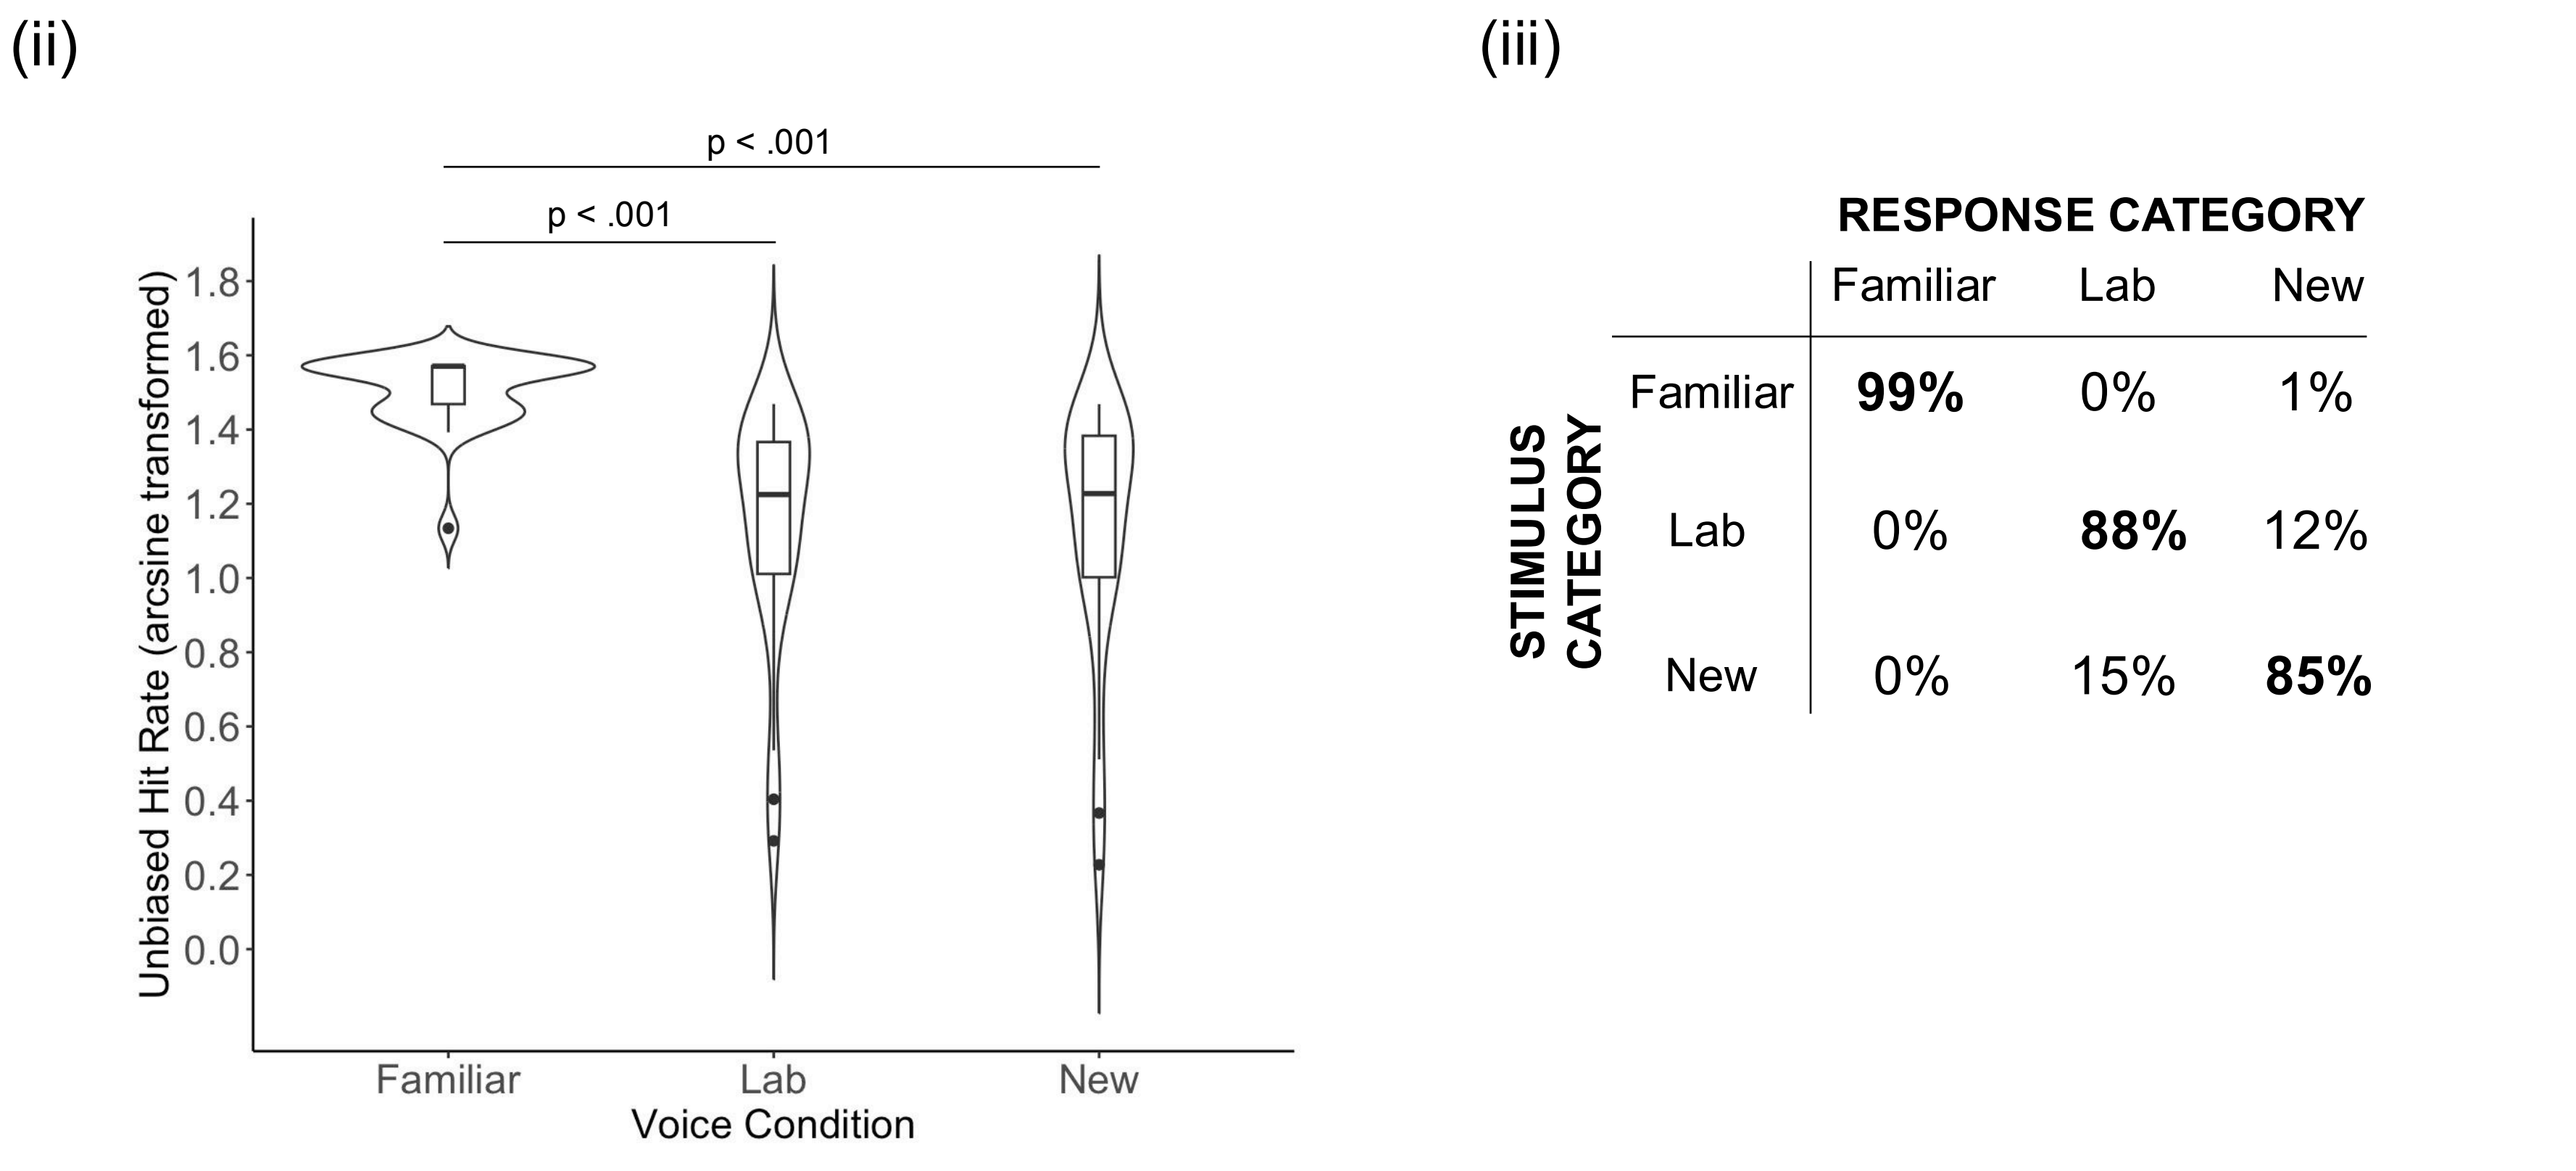 (ii)
p < .001
p < .001
Unbiased Hit Rate (arcsine transformed)
1.8
1.6
1.4
1.2
1.0
0.8
0.6
0.4
0.2
0.0
Familiar Lab New
Voice Condition
(iii)
RESPONSE CATEGORY
Familiar Lab New
STIMULUS
CATEGORY
Familiar 99% 0% 1%
Lab 0% 88% 12%
New 0% 15% 85%